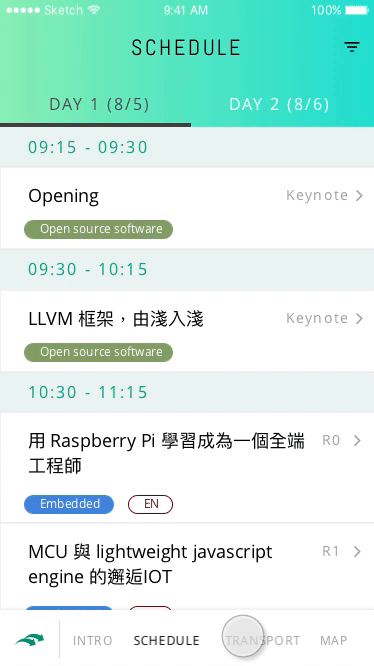 Sketch 9:41 AM 100%
SCHEDULE
DAY 1 (8/5) DAY 2 (8/6)
09:15 - 09:30
Opening Keynote
Open source software
09:30 - 10:15
LLVM 框架，由淺入淺 Keynote
Open source software
10:30 - 11:15
用 Raspberry Pi 學習成為一個全端 R0
工程師
Embedded EN
MCU 與 lightweight javascript R1
engine 的邂逅IOT
INTRO SCHEDULE TRANSPORT MAP